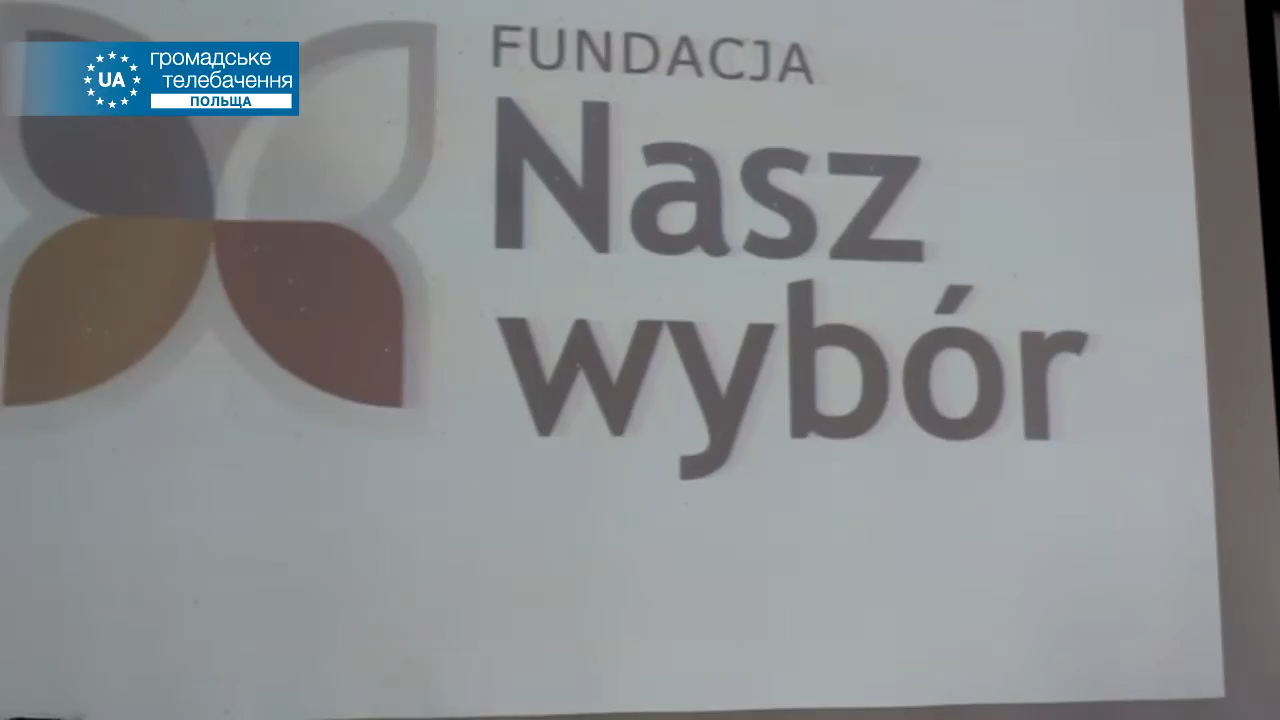 UA
громадське
телебачення
ПОЛЬЩА
FUNDACJA
Nasz
wybór